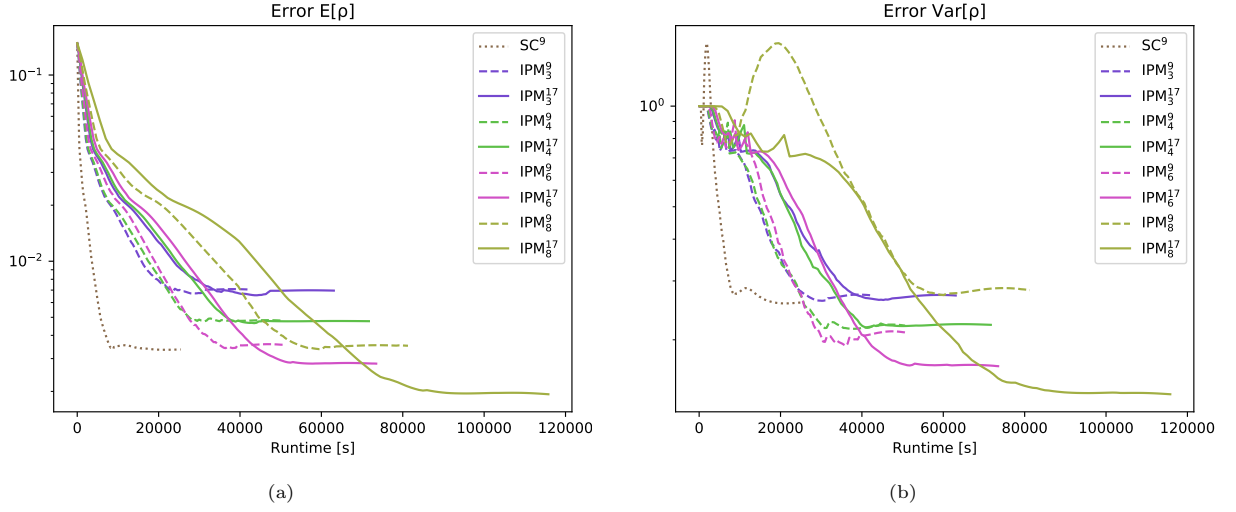 Error E[ρ]
10⁻¹
10⁻²
0 20000 40000 60000 80000 100000 120000
Runtime [s]
SC⁹
IPM₃⁹
IPM₃¹⁷
IPM₄⁹
IPM₄¹⁷
IPM₆⁹
IPM₆¹⁷
IPM₈⁹
IPM₈¹⁷
(a)
Error Var[ρ]
10⁰
0 20000 40000 60000 80000 100000 120000
Runtime [s]
SC⁹
IPM₃⁹
IPM₃¹⁷
IPM₄⁹
IPM₄¹⁷
IPM₆⁹
IPM₆¹⁷
IPM₈⁹
IPM₈¹⁷
(b)